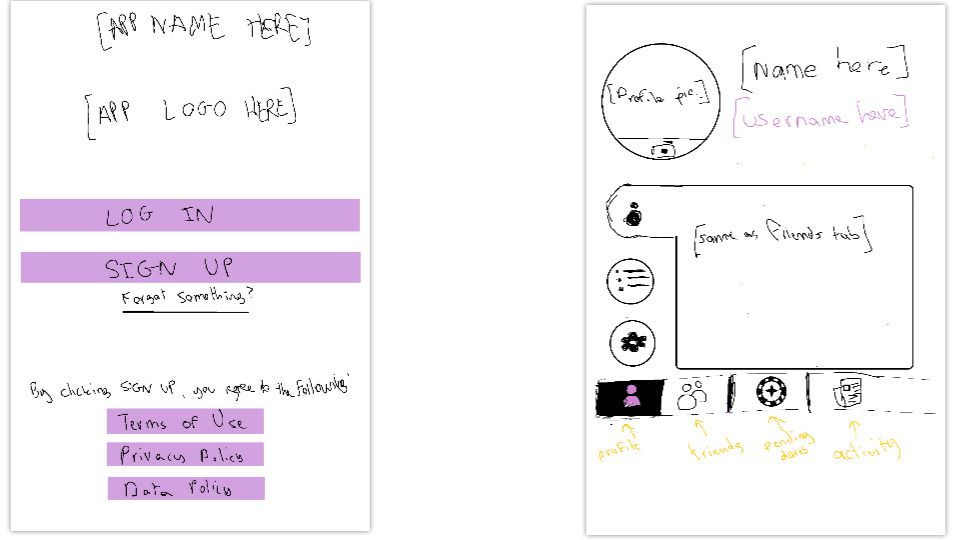 [APP NAME HERE]
[APP LOGO HERE]
LOG IN
SIGN UP
Forgot Something?
By clicking SIGN UP, you agree to the following:
Terms of Use
Privacy Policy
Data Policy
[Profile pic.]
[Name here]
[username here]
[same as friends tab]
profile
friends
pending dares
activity